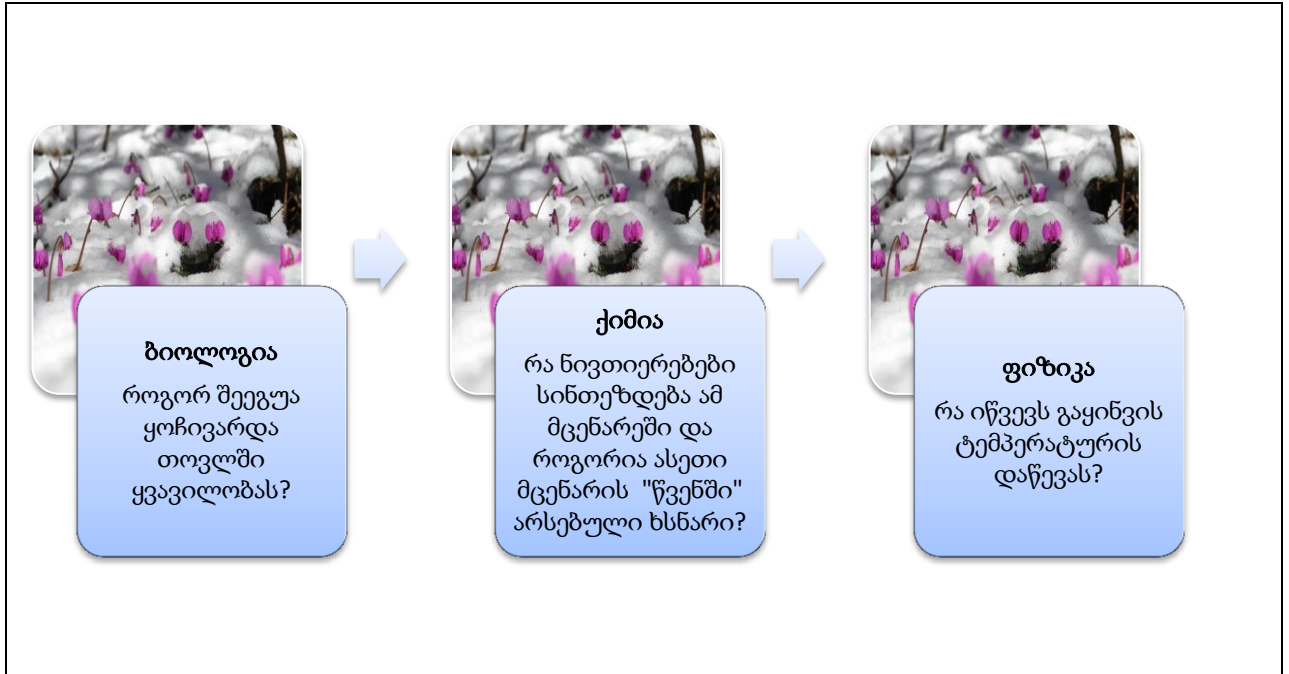 ბიოლოგია
როგორ შეეგუა
ყოჩივარდა
თოვლში
ყვავილობას?
ქიმია
რა ნივთიერებები
სინთეზდება ამ
მცენარეში და
როგორია ასეთი
მცენარის "წვენში"
არსებული ხსნარი?
ფიზიკა
რა იწვევს გაყინვის
ტემპერატურის
დაწევას?